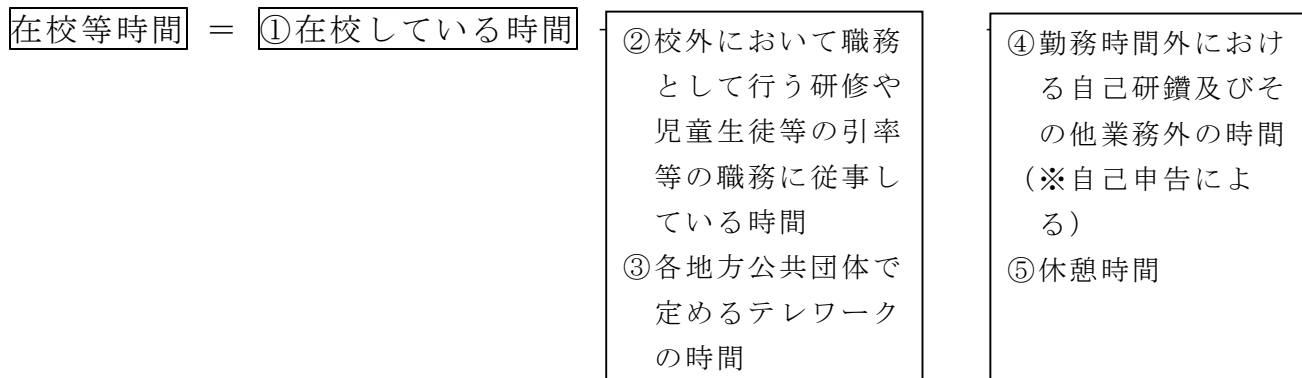 在校等時間 ＝ ①在校している時間
②校外において職務
として行う研修や
児童生徒等の引率
等の職務に従事し
ている時間
③各地方公共団体で
定めるテレワーク
の時間
④勤務時間外におけ
る自己研鑽及びそ
の他業務外の時間
（※自己申告によ
る）
⑤休憩時間